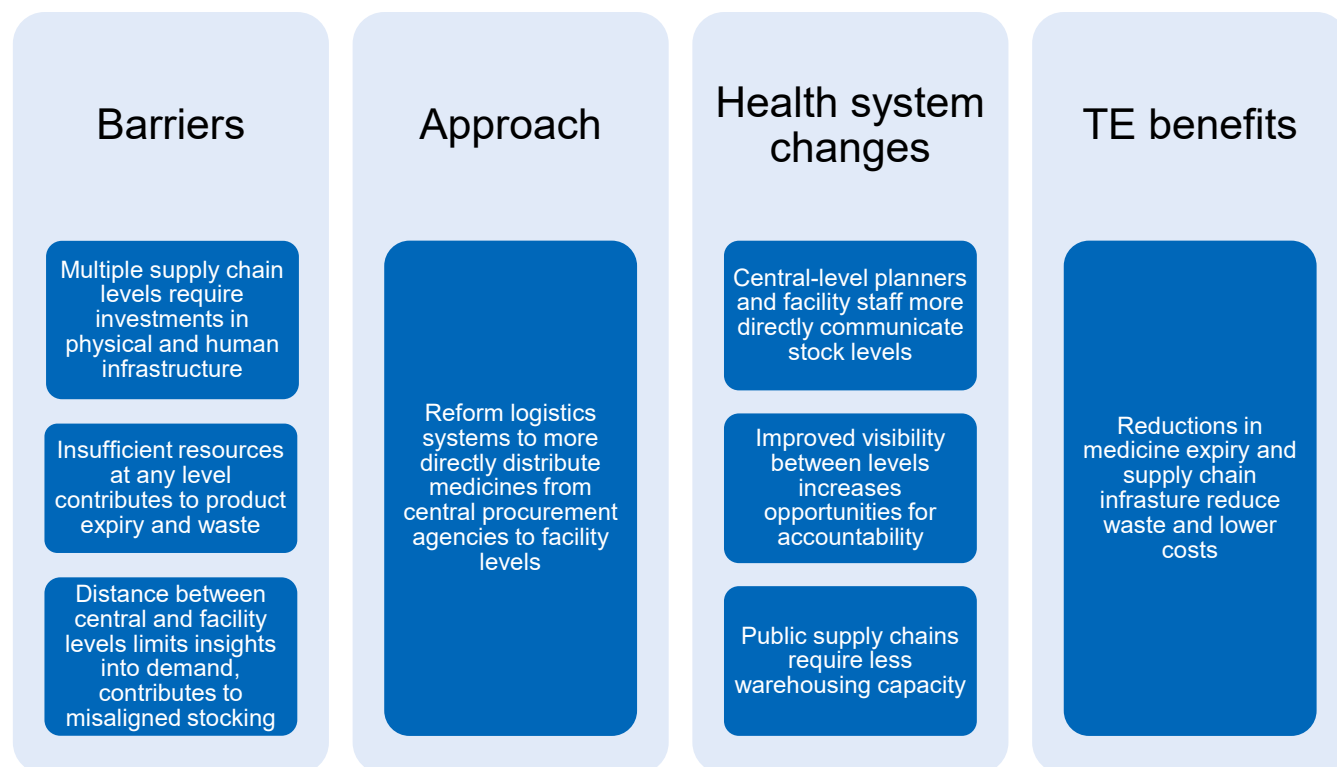 Barriers
Multiple supply chain
levels require
investments in
physical and human
infrastructure
Insufficient resources
at any level
contributes to product
expiry and waste
Distance between
central and facility
levels limits insights
into demand,
contributes to
misaligned stocking
Approach
Reform logistics
systems to more
directly distribute
medicines from
central procurement
agencies to facility
levels
Health system
changes
Central-level planners
and facility staff more
directly communicate
stock levels
Improved visibility
between levels
increases
opportunities for
accountability
Public supply chains
require less
warehousing capacity
TE benefits
Reductions in
medicine expiry and
supply chain
infrasture reduce
waste and lower
costs